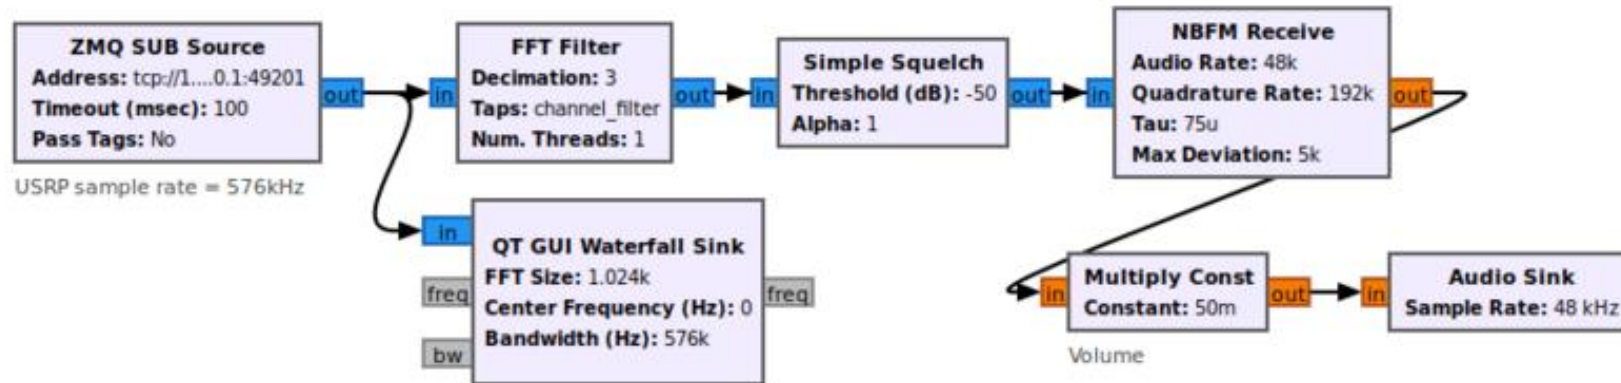 ZMQ SUB Source
Address: tcp://1....0.1:49201
Timeout (msec): 100
Pass Tags: No
out
USRP sample rate = 576kHz
in
FFT Filter
Decimation: 3
Taps: channel_filter
Num. Threads: 1
out
in
Simple Squelch
Threshold (dB): -50
Alpha: 1
out
in
NBFM Receive
Audio Rate: 48k
Quadrature Rate: 192k
Tau: 75u
Max Deviation: 5k
out
in
freq
bw
QT GUI Waterfall Sink
FFT Size: 1.024k
Center Frequency (Hz): 0
Bandwidth (Hz): 576k
freq
in
Multiply Const
Constant: 50m
out
Volume
in
Audio Sink
Sample Rate: 48 kHz